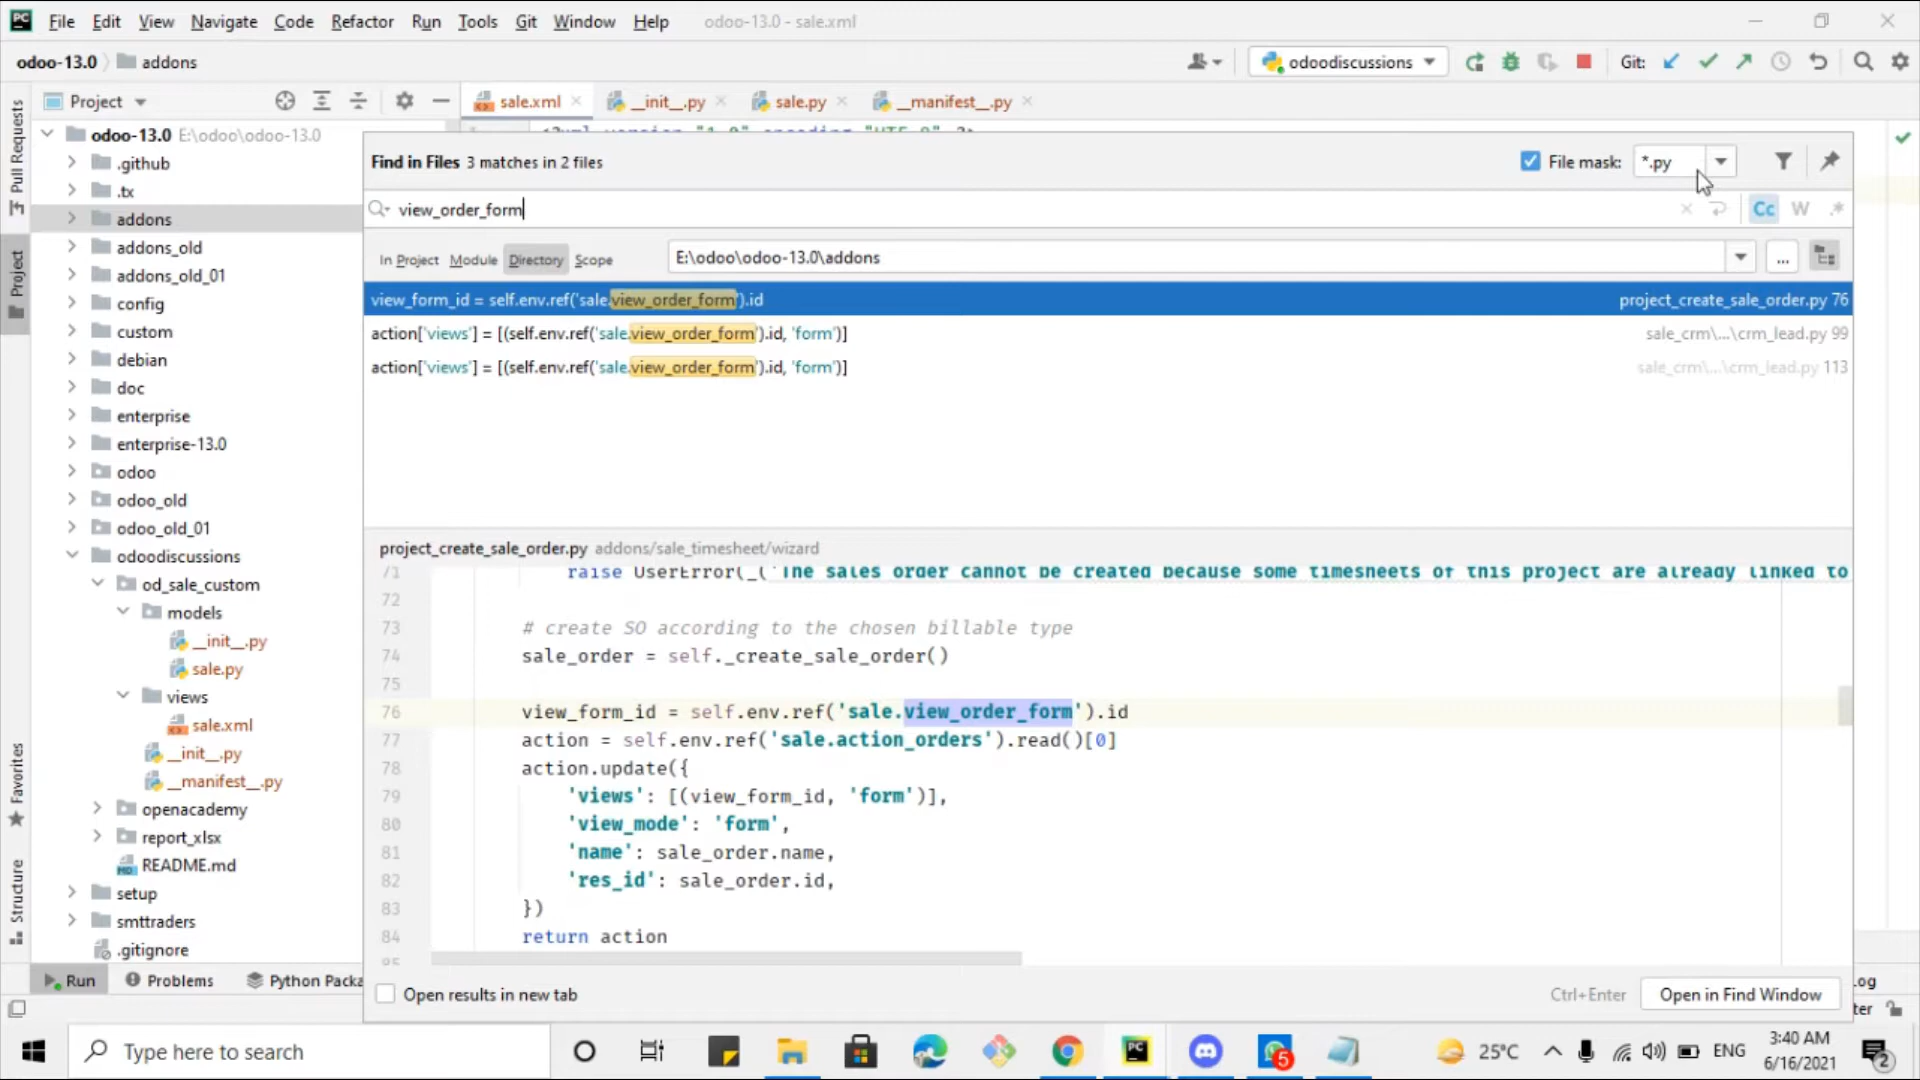 File Edit View Navigate Code Refactor Run Tools Git Window Help odoo-13.0 - sale.xml
odoo-13.0 addons
odoodiscussions
Git:
Project
sale.xml
__init__.py
sale.py
__manifest__.py
Pull Requests
Project
Favorites
Structure
odoo-13.0 E:\odoo\odoo-13.0
.github
.tx
addons
addons_old
addons_old_01
config
custom
debian
doc
enterprise
enterprise-13.0
odoo
odoo_old
odoo_old_01
odoodiscussions
od_sale_custom
models
__init__.py
sale.py
views
sale.xml
__init__.py
__manifest__.py
openacademy
report_xlsx
README.md
setup
smttraders
.gitignore
Find in Files 3 matches in 2 files
File mask: *.py
view_order_form
Cc W .*
In Project Module Directory Scope
E:\odoo\odoo-13.0\addons
...
view_form_id = self.env.ref('sale.view_order_form').id project_create_sale_order.py 76
action['views'] = [(self.env.ref('sale.view_order_form').id, 'form')] sale_crm\...\crm_lead.py 99
action['views'] = [(self.env.ref('sale.view_order_form').id, 'form')] sale_crm\...\crm_lead.py 113
project_create_sale_order.py addons/sale_timesheet/wizard
71 raise UserError(_('The sales order cannot be created because some timesheets of this project are already linked to
72
73 # create SO according to the chosen billable type
74 sale_order = self._create_sale_order()
75
76 view_form_id = self.env.ref('sale.view_order_form').id
77 action = self.env.ref('sale.action_orders').read()[0]
78 action.update({
79 'views': [(view_form_id, 'form')],
80 'view_mode': 'form',
81 'name': sale_order.name,
82 'res_id': sale_order.id,
83 })
84 return action
85
Open results in new tab
Ctrl+Enter
Open in Find Window
Run Problems Python Packa
og
ter
Type here to search
PC
5
25°C
ENG
3:40 AM
6/16/2021
2